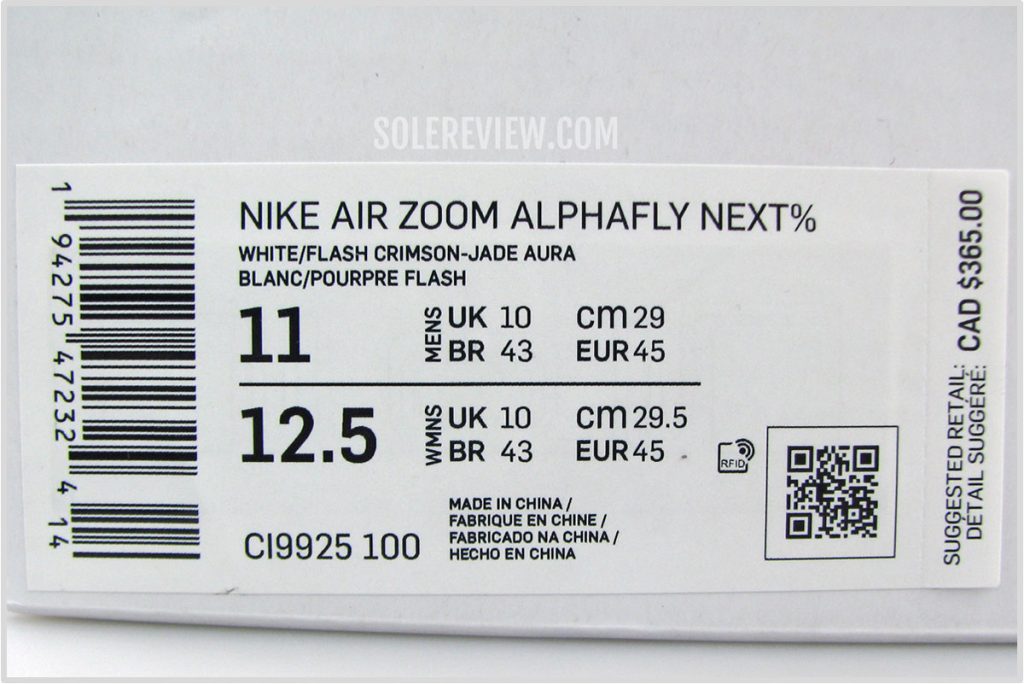 SOLEREVIEW.COM
1 94275 47232 4 14
NIKE AIR ZOOM ALPHAFLY NEXT%
WHITE/FLASH CRIMSON-JADE AURA
BLANC/POURPRE FLASH
11 MENS UK 10 CM 29
BR 43 EUR 45
12.5 WMNS UK 10 CM 29.5
BR 43 EUR 45
RFID
CI9925 100
MADE IN CHINA /
FABRIQUE EN CHINE /
FABRICADO NA CHINA /
HECHO EN CHINA
SUGGESTED RETAIL: CAD $365.00
DÉTAIL SUGGÉRÉ: